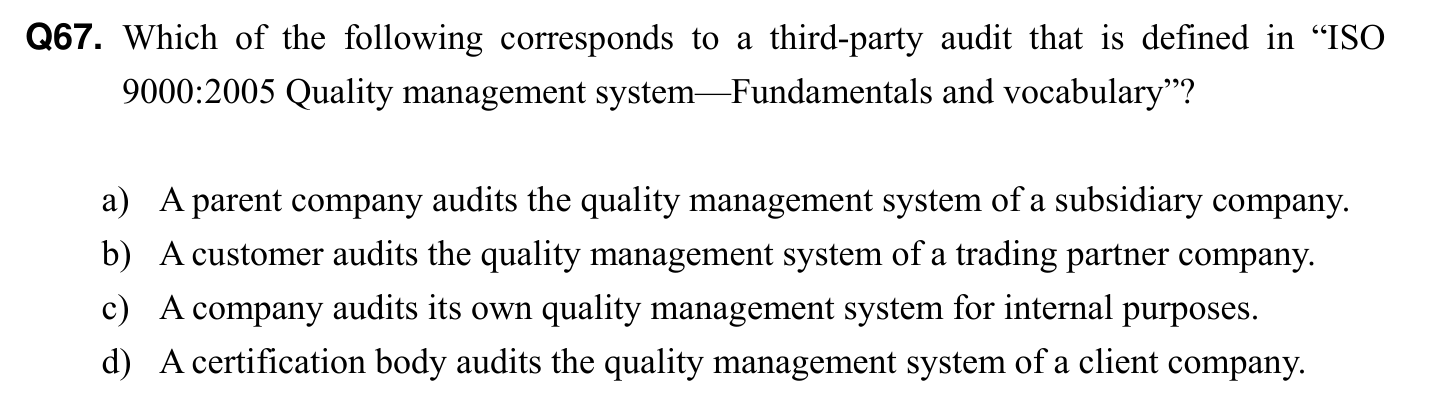 Q67. Which of the following corresponds to a third-party audit that is defined in “ISO
9000:2005 Quality management system—Fundamentals and vocabulary”?
a) A parent company audits the quality management system of a subsidiary company.
b) A customer audits the quality management system of a trading partner company.
c) A company audits its own quality management system for internal purposes.
d) A certification body audits the quality management system of a client company.